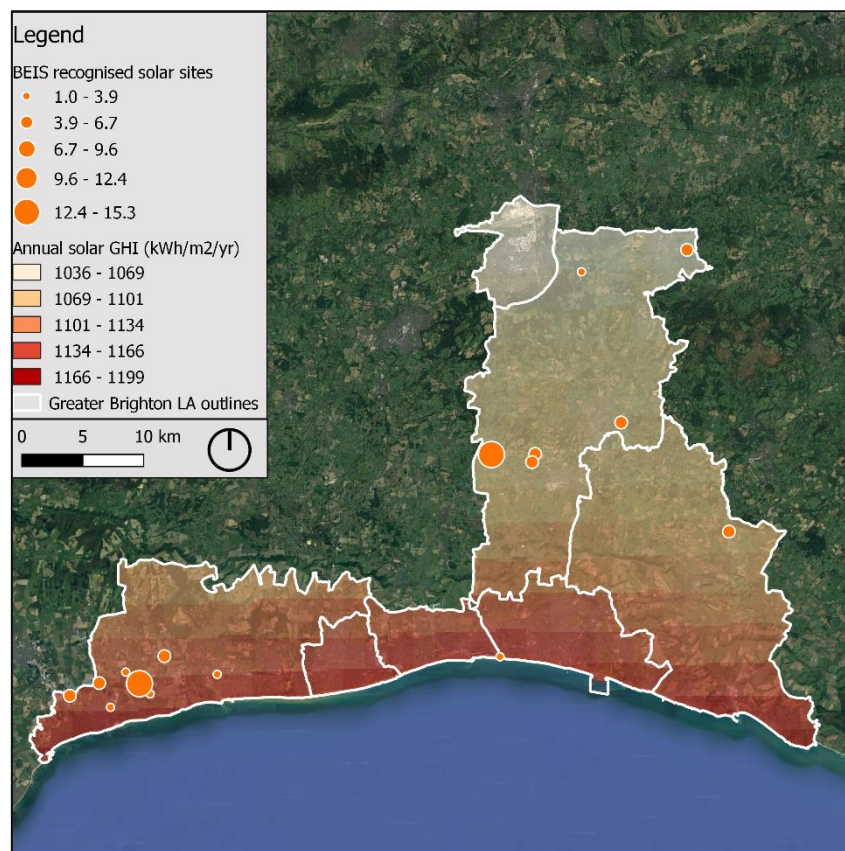 Legend
BEIS recognised solar sites
1.0 - 3.9
3.9 - 6.7
6.7 - 9.6
9.6 - 12.4
12.4 - 15.3
Annual solar GHI (kWh/m2/yr)
1036 - 1069
1069 - 1101
1101 - 1134
1134 - 1166
1166 - 1199
Greater Brighton LA outlines
0 5 10 km